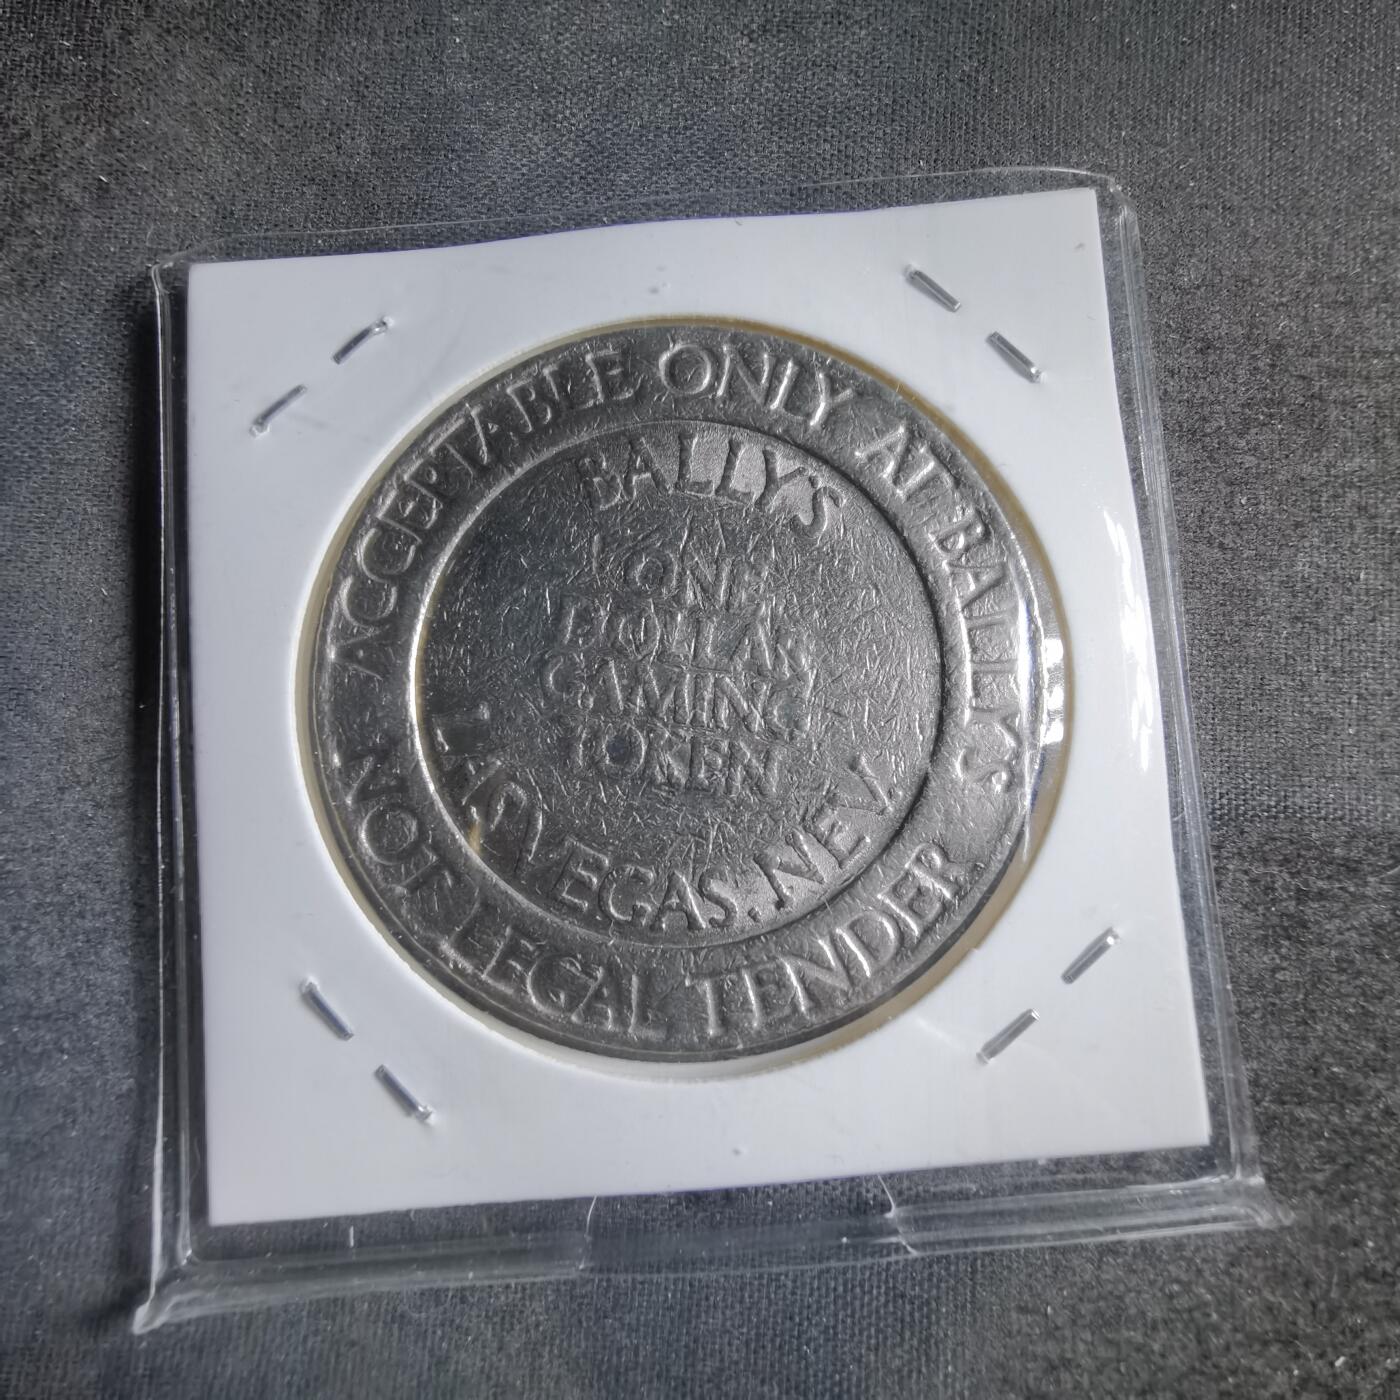 ACCEPTABLE ONLY AT BALLY'S
NOT LEGAL TENDER
BALLY'S
ONE
DOLLAR
GAMING
TOKEN
LAS VEGAS, NEV.